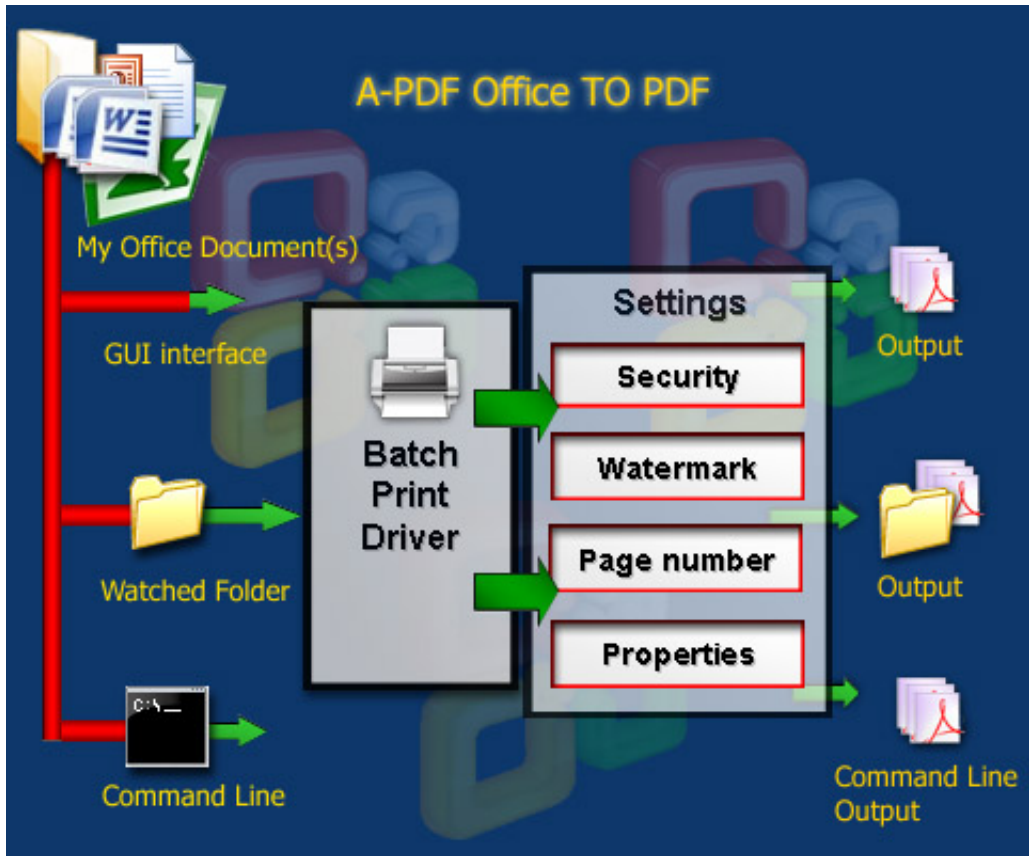 A-PDF Office TO PDF
My Office Document(s)
GUI interface
Watched Folder
C:\
Command Line
Batch
Print
Driver
Settings
Security
Watermark
Page number
Properties
Output
Output
Command Line
Output